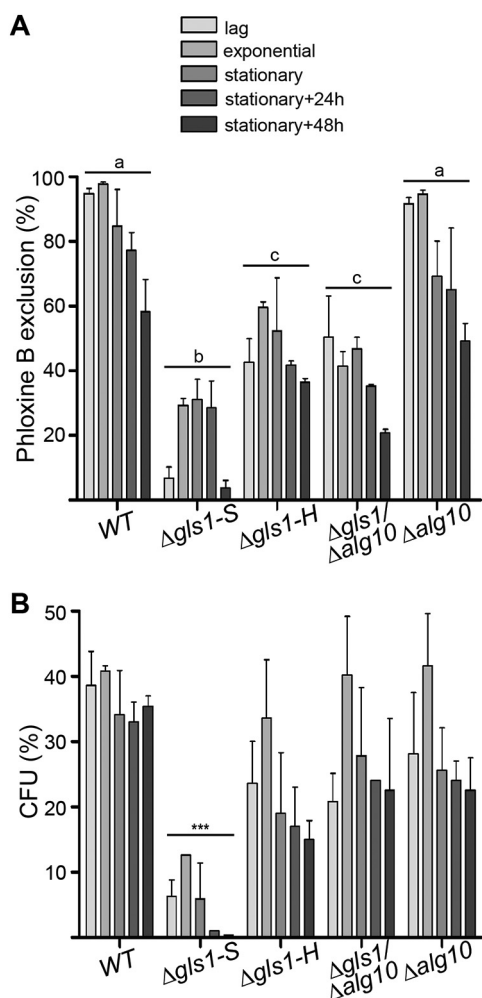 A
lag
exponential
stationary
stationary+24h
stationary+48h
Phloxine B exclusion (%)
100
80
60
40
20
a
b
c
c
a
WT
Δgls1-S
Δgls1-H
Δgls1/
Δalg10
Δalg10
B
CFU (%)
50
40
30
20
10
***
WT
Δgls1-S
Δgls1-H
Δgls1/
Δalg10
Δalg10